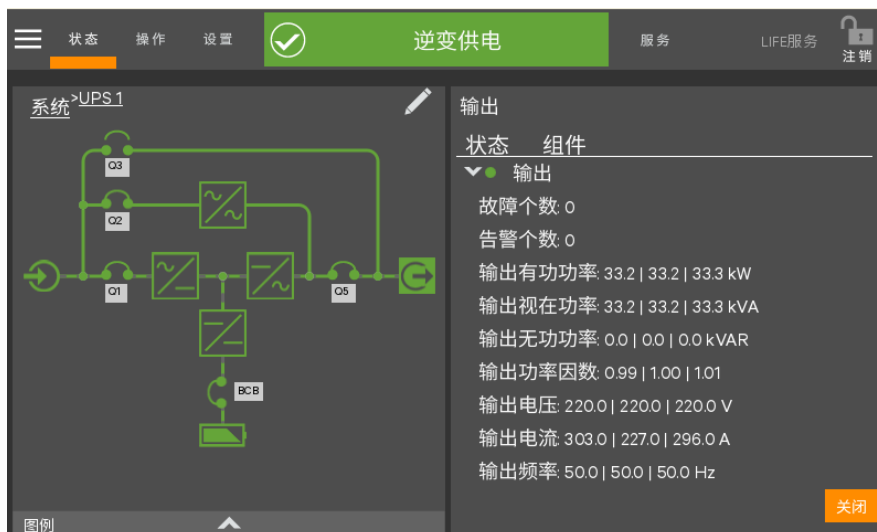 状态 操作 设置 逆变供电 服务 LIFE服务 注销
系统>UPS 1
Q3
Q2
Q1
Q5
BCB
图例
输出
状态 组件
输出
故障个数: 0
告警个数: 0
输出有功功率: 33.2 | 33.2 | 33.3 kW
输出视在功率: 33.2 | 33.2 | 33.3 kVA
输出无功功率: 0.0 | 0.0 | 0.0 kVAR
输出功率因数: 0.99 | 1.00 | 1.01
输出电压: 220.0 | 220.0 | 220.0 V
输出电流: 303.0 | 227.0 | 296.0 A
输出频率: 50.0 | 50.0 | 50.0 Hz
关闭